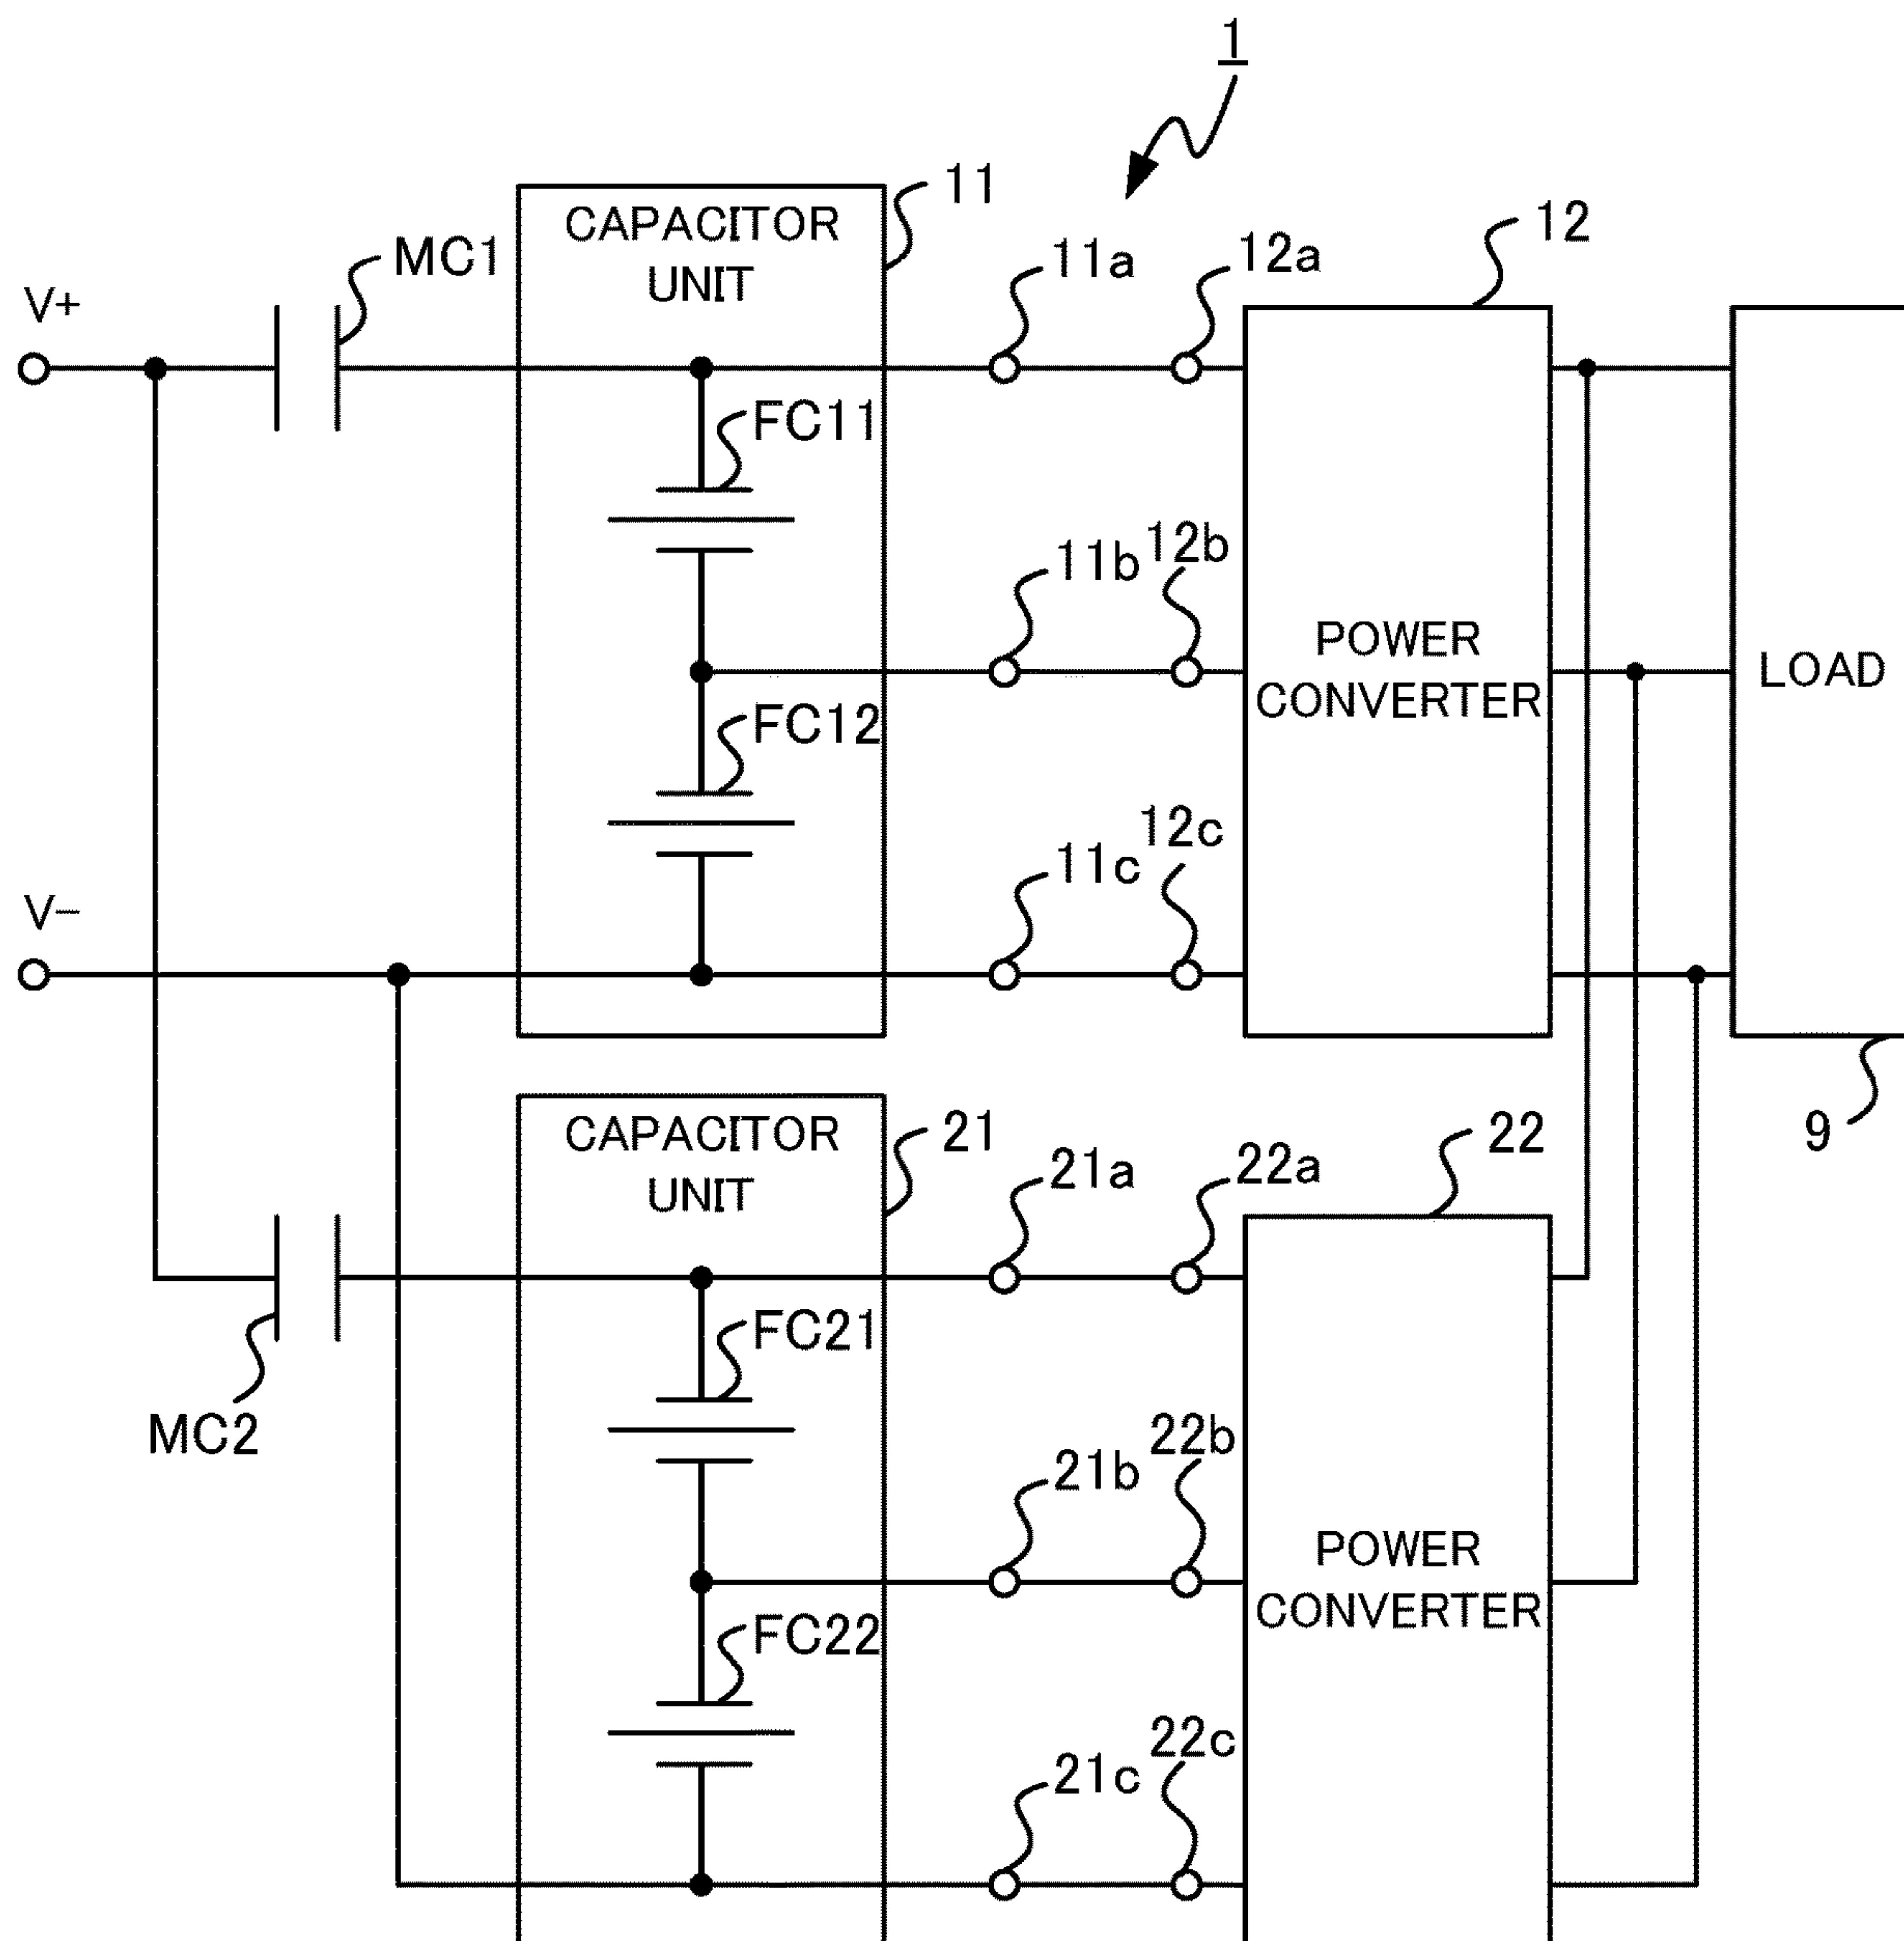 1
11
CAPACITOR
UNIT
MC1
11a
12a
12
V+
FC11
11b
12b
POWER
CONVERTER
LOAD
FC12
11c
12c
V−
9
CAPACITOR
UNIT
21
21a
22a
22
FC21
MC2
21b
22b
POWER
CONVERTER
FC22
21c
22c